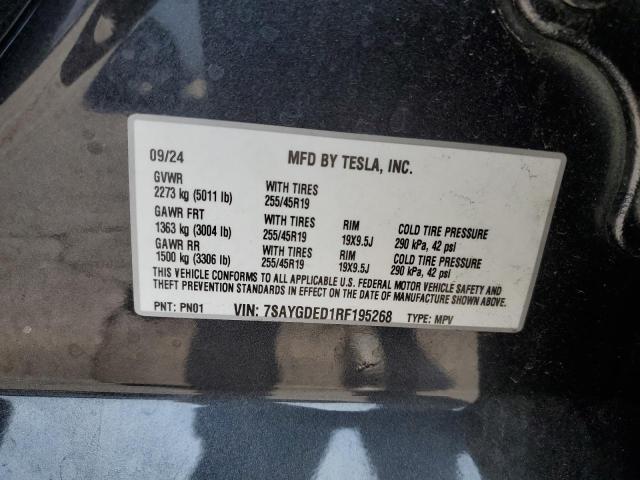 09/24 MFD BY TESLA, INC.
GVWR
2273 kg (5011 lb) WITH TIRES 255/45R19
GAWR FRT WITH TIRES RIM COLD TIRE PRESSURE
1363 kg (3004 lb) 255/45R19 19X9.5J 290 kPa, 42 psi
GAWR RR WITH TIRES RIM COLD TIRE PRESSURE
1500 kg (3306 lb) 255/45R19 19X9.5J 290 kPa, 42 psi
THIS VEHICLE CONFORMS TO ALL APPLICABLE U.S. FEDERAL MOTOR VEHICLE SAFETY AND
THEFT PREVENTION STANDARDS IN EFFECT ON THE DATE OF MANUFACTURE SHOWN ABOVE.
PNT: PN01 VIN: 7SAYGDED1RF195268 TYPE: MPV